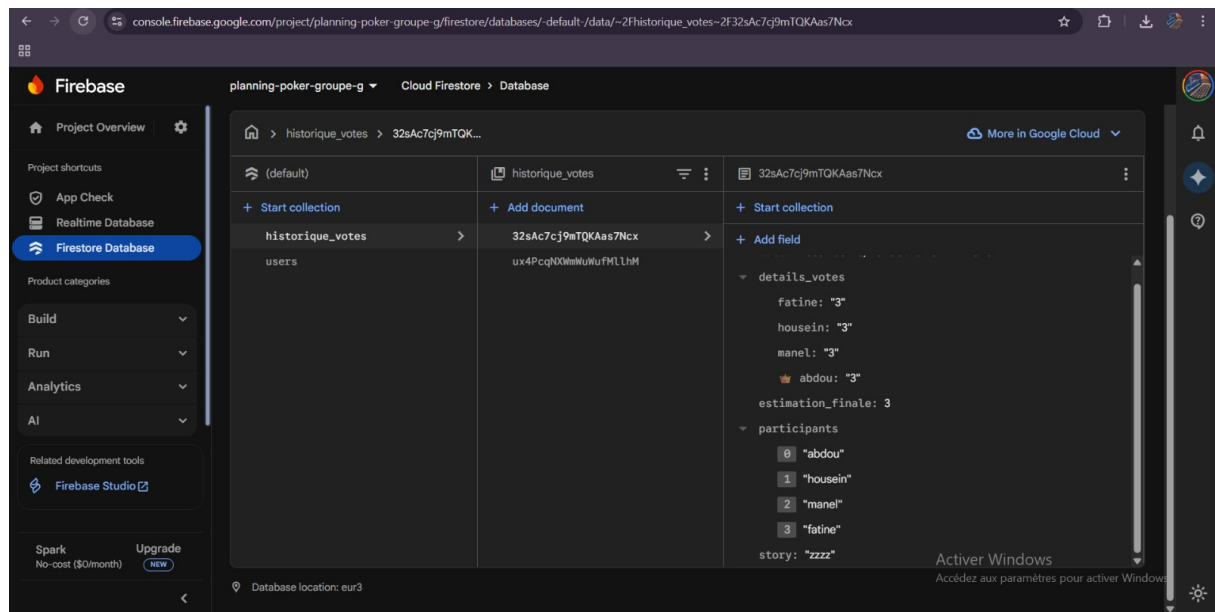 console.firebase.google.com/project/planning-poker-groupe-g/firestore/databases/-default-/data/~2Fhistorique_votes~2F32sAc7cj9mTQKAas7Ncx
Firebase
planning-poker-groupe-g
Cloud Firestore > Database
Project Overview
historique_votes > 32sAc7cj9mTQK...
More in Google Cloud
Project shortcuts
App Check
Realtime Database
Firestore Database
Product categories
Build
Run
Analytics
AI
Related development tools
Firebase Studio
Spark
No-cost ($0/month)
Upgrade
NEW
(default)
+ Start collection
historique_votes
users
historique_votes
+ Add document
32sAc7cj9mTQKAas7Ncx
ux4PcqNXWmWuWufMllhM
32sAc7cj9mTQKAas7Ncx
+ Start collection
+ Add field
details_votes
fatine: "3"
housein: "3"
manel: "3"
abdou: "3"
estimation_finale: 3
participants
0 "abdou"
1 "housein"
2 "manel"
3 "fatine"
story: "zzzz"
Database location: eur3
Activer Windows
Accédez aux paramètres pour activer Windows